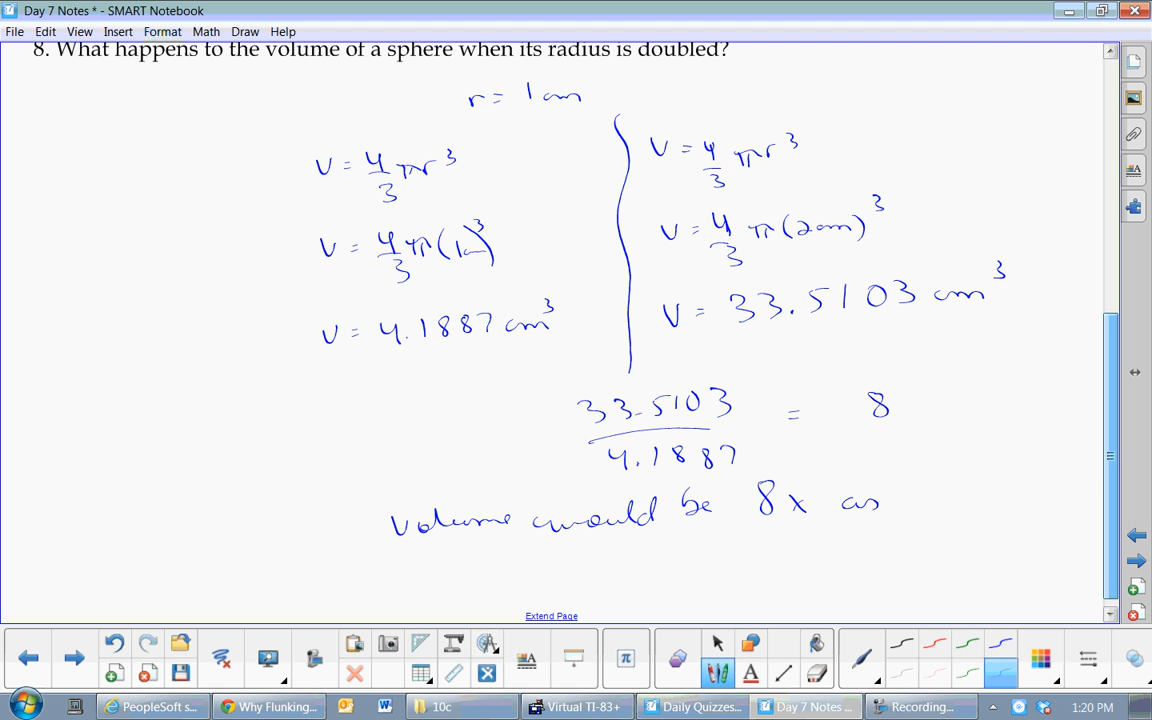 Day 7 Notes * - SMART Notebook
File Edit View Insert Format Math Draw Help
8. What happens to the volume of a sphere when its radius is doubled?
r = 1 cm
V = 4/3 πr³
V = 4/3 π(1cm)³
V = 4.1887 cm³
V = 4/3 πr³
V = 4/3 π(2cm)³
V = 33.5103 cm³
33.5103/4.1887 = 8
Volume would be 8x as
Extend Page
PeopleSoft s... Why Flunking... 10c Virtual TI-83+ Daily Quizzes... Day 7 Notes ... Recording... 1:20 PM